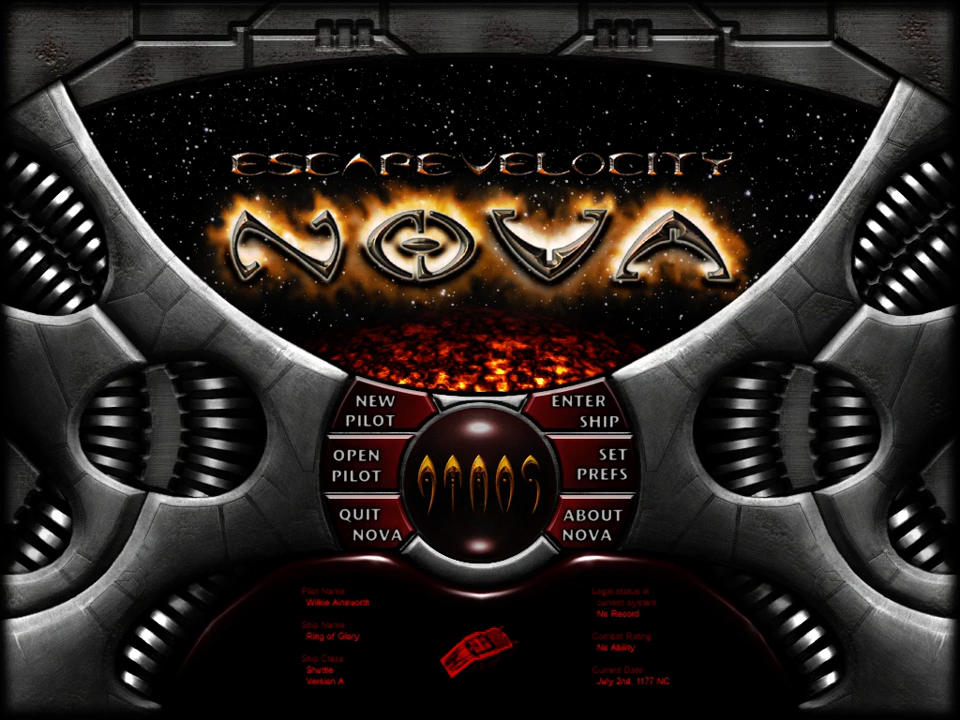 ESCAPE VELOCITY
NOVA
NEW
PILOT
OPEN
PILOT
QUIT
NOVA
ATMOS
ENTER
SHIP
SET
PREFS
ABOUT
NOVA
Pilot Name:
Wilkie Ainsworth
Ship Name:
Ring of Glory
Ship Class:
Shuttle
Version A
Legal status in
current system:
No Record
Combat Rating:
No Ability
Current Date:
July 2nd, 1177 NC